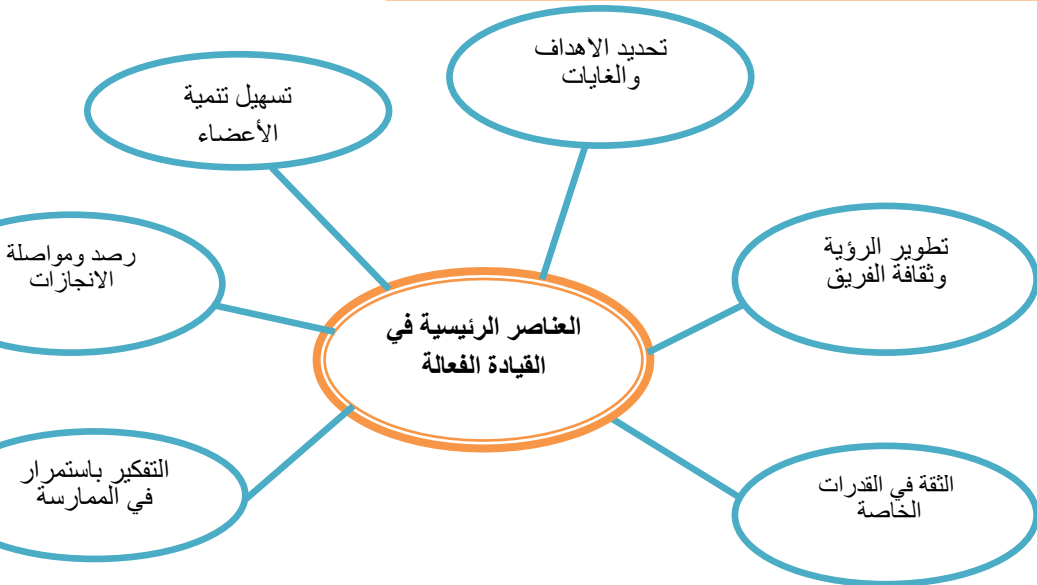 تحديد الاهداف
والغايات
تسهيل تنمية
الأعضاء
تطوير الرؤية
وثقافة الفريق
رصد ومواصلة
الانجازات
العناصر الرئيسية في
القيادة الفعالة
الثقة في القدرات
الخاصة
التفكير باستمرار
في الممارسة